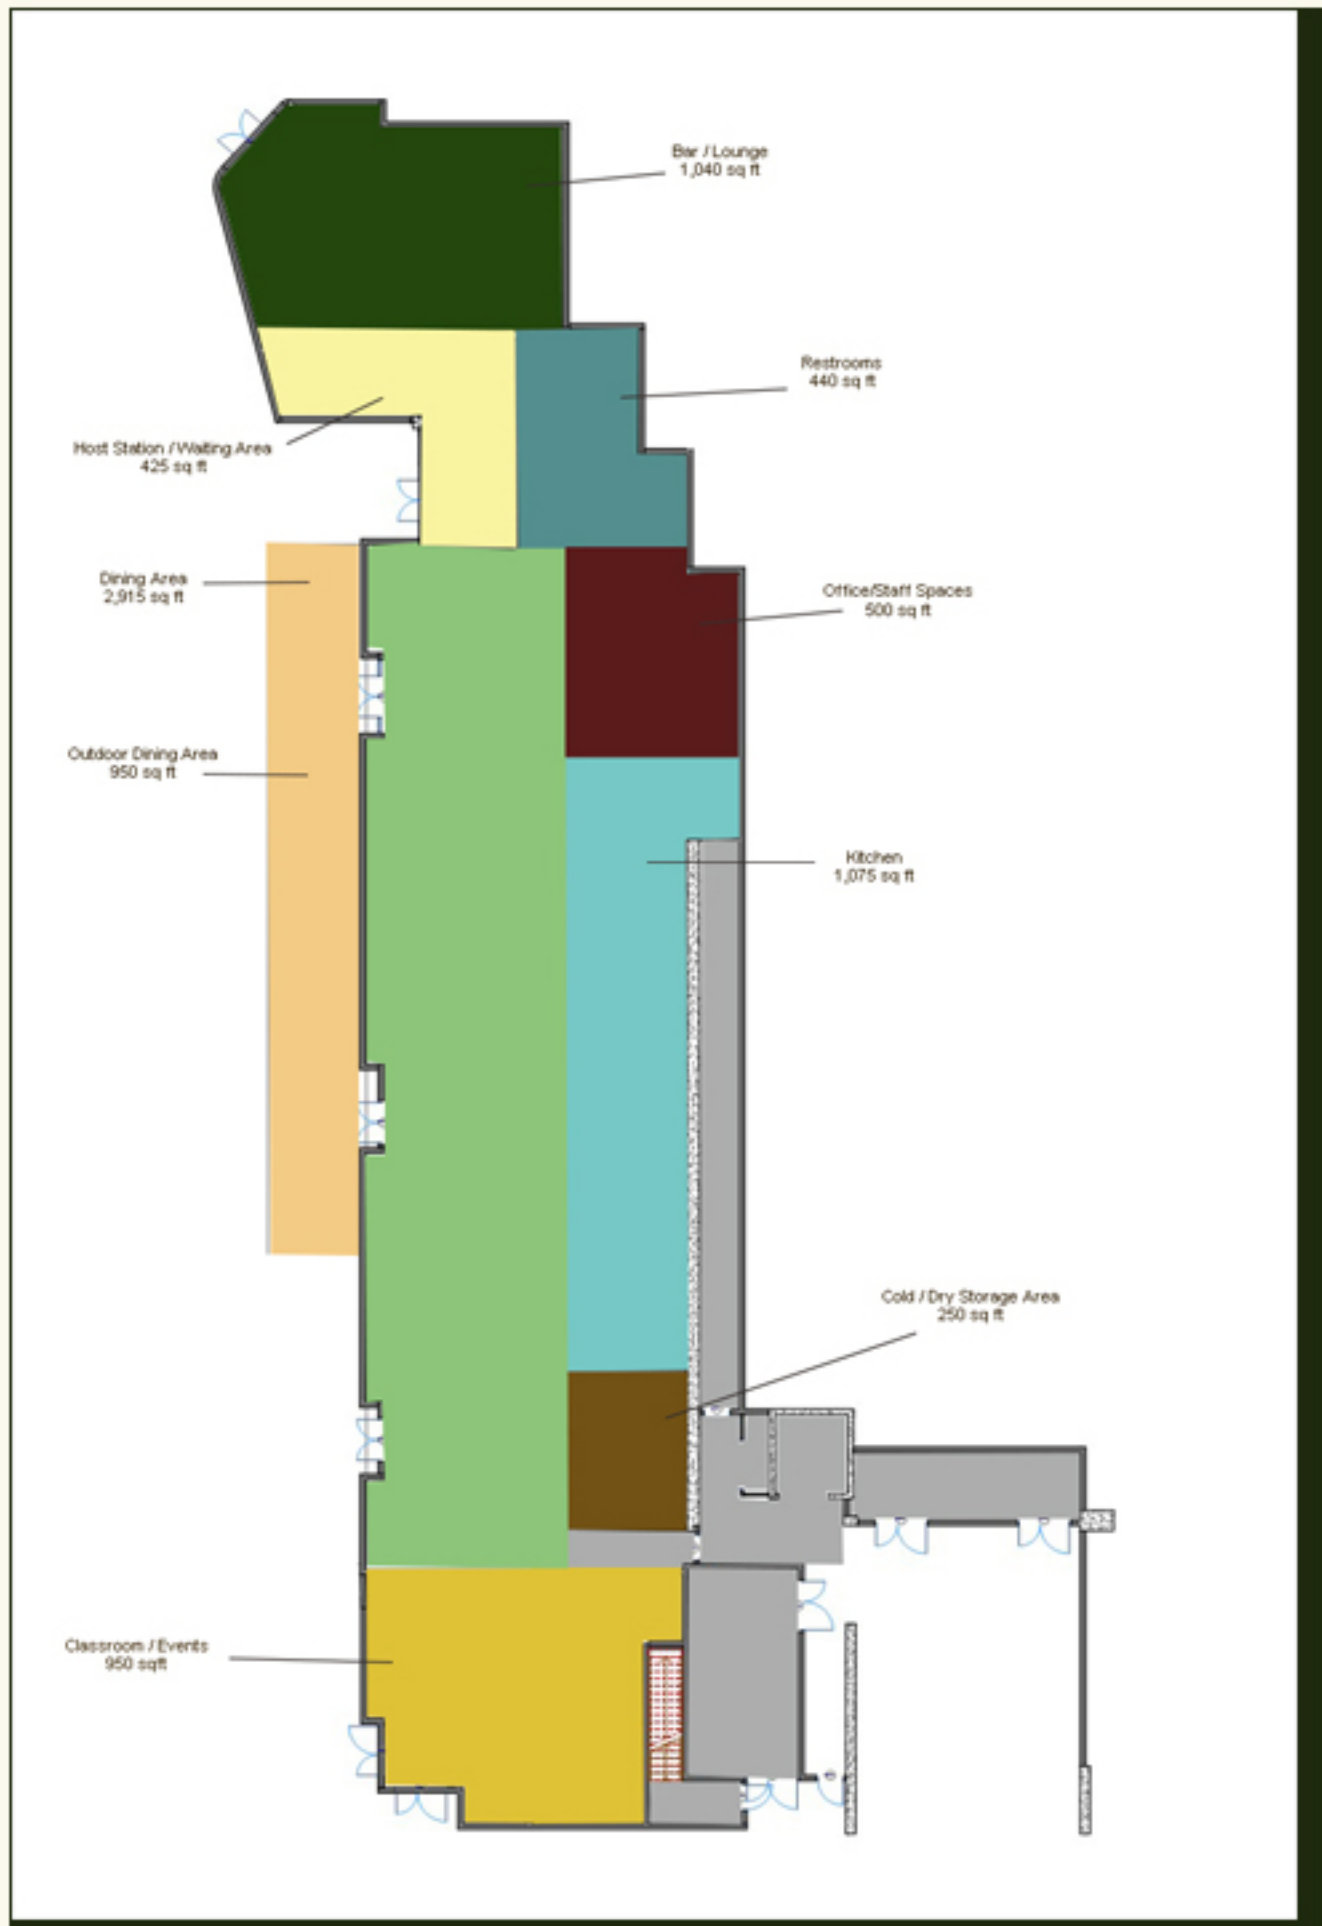 Bar / Lounge
1,040 sq ft
Restrooms
440 sq ft
Host Station / Waiting Area
425 sq ft
Dining Area
2,915 sq ft
Office/Staff Spaces
500 sq ft
Outdoor Dining Area
950 sq ft
Kitchen
1,075 sq ft
Cold / Dry Storage Area
250 sq ft
Classroom / Events
950 sqft